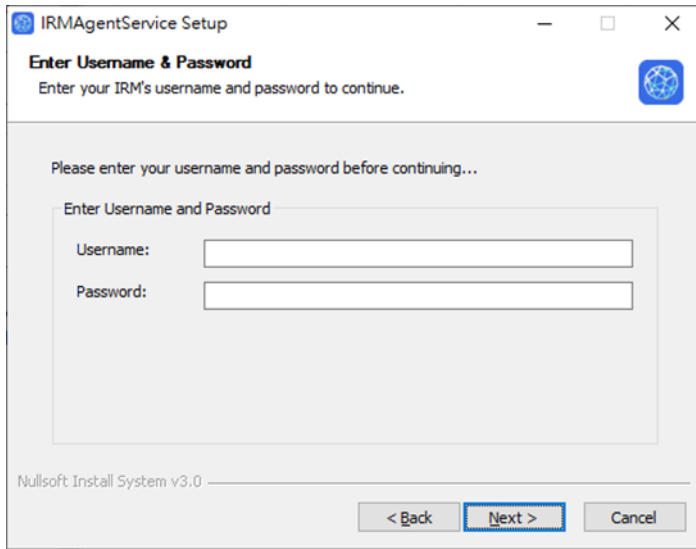 IRMAgentService Setup
Enter Username & Password
Enter your IRM's username and password to continue.
Please enter your username and password before continuing...
Enter Username and Password
Username:
Password:
Nullsoft Install System v3.0
< Back Next > Cancel